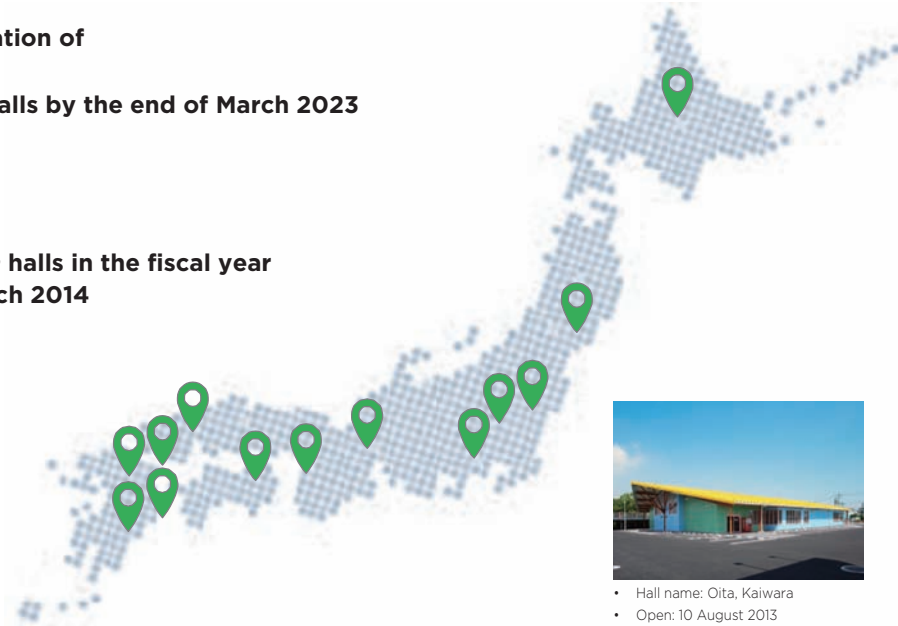 ation of
alls by the end of March 2023
halls in the fiscal year
ch 2014
• Hall name: Oita, Kaiwara
• Open: 10 August 2013